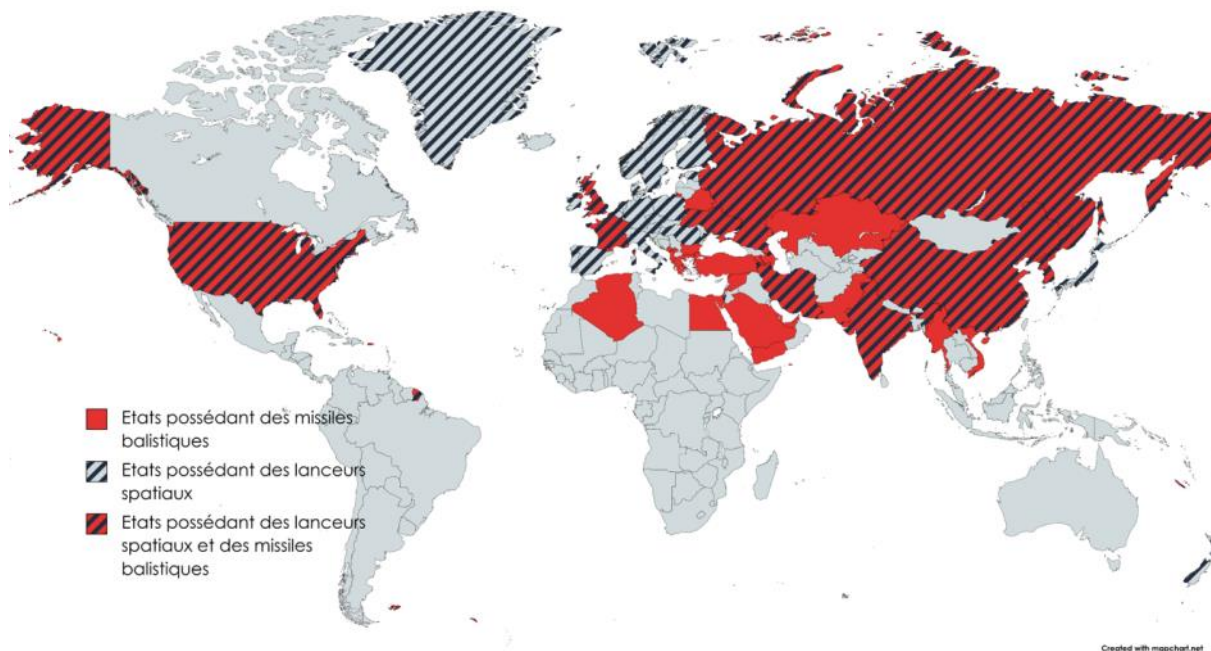 Etats possédant des missiles
balistiques
Etats possédant des lanceurs
spatiaux
Etats possédant des lanceurs
spatiaux et des missiles
balistiques
Created with mapchart.net